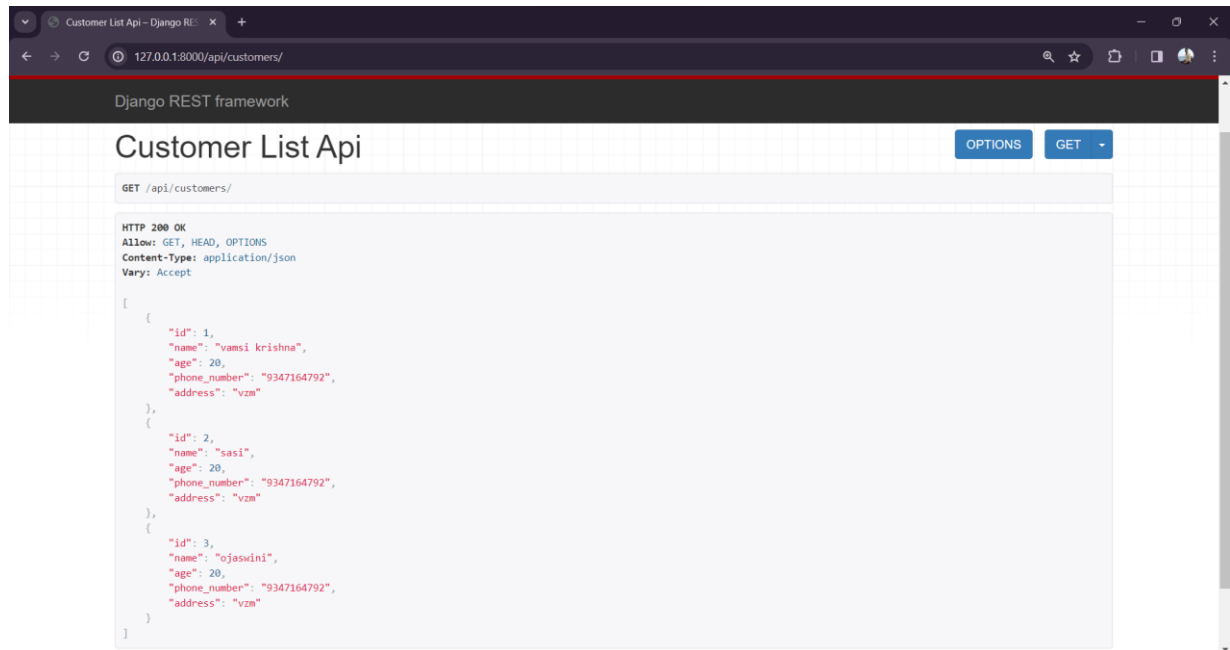 Customer List Api – Django RES
127.0.0.1:8000/api/customers/
Django REST framework
Customer List Api
OPTIONS
GET
GET /api/customers/
HTTP 200 OK
Allow: GET, HEAD, OPTIONS
Content-Type: application/json
Vary: Accept
[
    {
        "id": 1,
        "name": "vamsi krishna",
        "age": 20,
        "phone_number": "9347164792",
        "address": "vzm"
    },
    {
        "id": 2,
        "name": "sasi",
        "age": 20,
        "phone_number": "9347164792",
        "address": "vzm"
    },
    {
        "id": 3,
        "name": "ojaswini",
        "age": 20,
        "phone_number": "9347164792",
        "address": "vzm"
    }
]